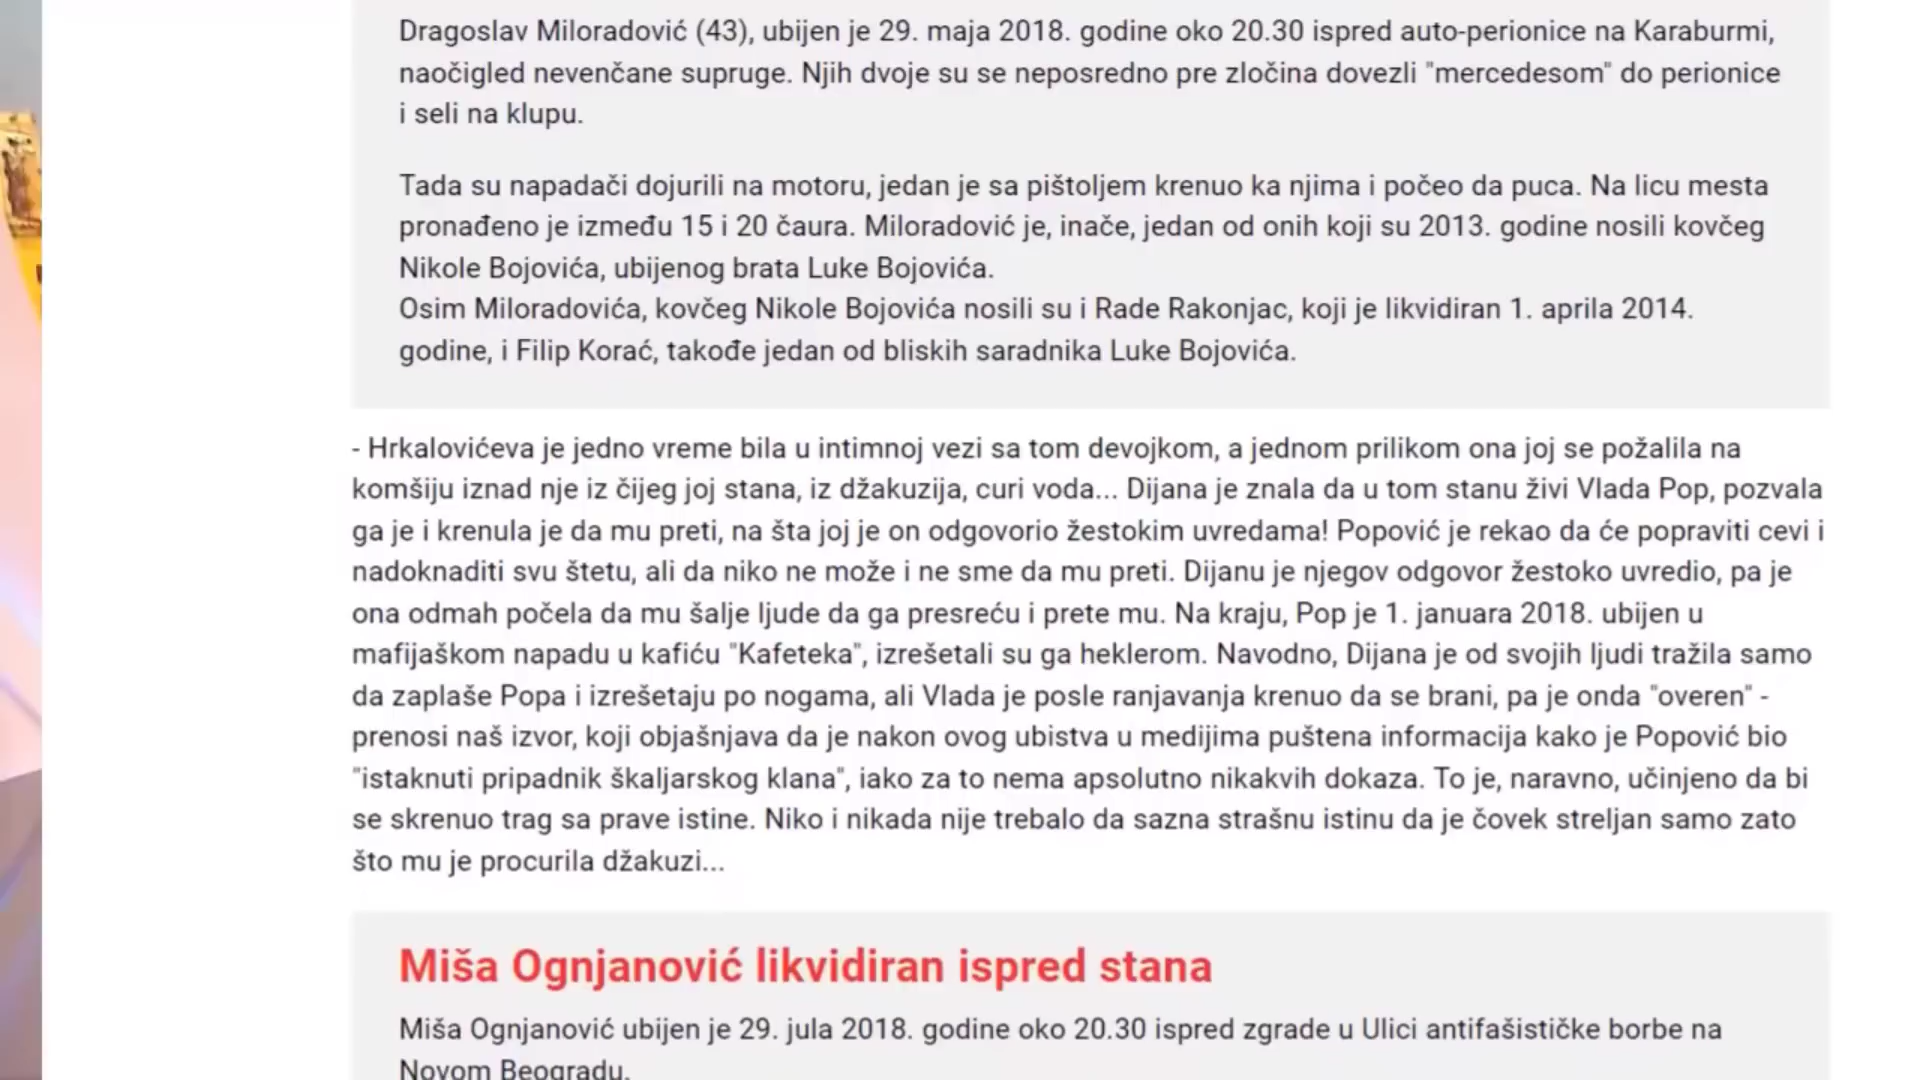 Dragoslav Miloradović (43), ubijen je 29. maja 2018. godine oko 20.30 ispred auto-perionice na Karaburmi,
naočigled nevenčane supruge. Njih dvoje su se neposredno pre zločina dovezli "mercedesom" do perionice
i seli na klupu.
Tada su napadači dojurili na motoru, jedan je sa pištoljem krenuo ka njima i počeo da puca. Na licu mesta
pronađeno je između 15 i 20 čaura. Miloradović je, inače, jedan od onih koji su 2013. godine nosili kovčeg
Nikole Bojovića, ubijenog brata Luke Bojovića.
Osim Miloradovića, kovčeg Nikole Bojovića nosili su i Rade Rakonjac, koji je likvidiran 1. aprila 2014.
godine, i Filip Korać, takođe jedan od bliskih saradnika Luke Bojovića.
- Hrkalovićeva je jedno vreme bila u intimnoj vezi sa tom devojkom, a jednom prilikom ona joj se požalila na
komšiju iznad nje iz čijeg joj stana, iz džakuzija, curi voda... Dijana je znala da u tom stanu živi Vlada Pop, pozvala
ga je i krenula je da mu preti, na šta joj je on odgovorio žestokim uvredama! Popović je rekao da će popraviti cevi i
nadoknaditi svu štetu, ali da niko ne može i ne sme da mu preti. Dijanu je njegov odgovor žestoko uvredio, pa je
ona odmah počela da mu šalje ljude da ga presreću i prete mu. Na kraju, Pop je 1. januara 2018. ubijen u
mafijaškom napadu u kafiću "Kafeteka", izrešetali su ga heklerom. Navodno, Dijana je od svojih ljudi tražila samo
da zaplaše Popa i izrešetaju po nogama, ali Vlada je posle ranjavanja krenuo da se brani, pa je onda "overen" -
prenosi naš izvor, koji objašnjava da je nakon ovog ubistva u medijima puštena informacija kako je Popović bio
"istaknuti pripadnik škaljarskog klana", iako za to nema apsolutno nikakvih dokaza. To je, naravno, učinjeno da bi
se skrenuo trag sa prave istine. Niko i nikada nije trebalo da sazna strašnu istinu da je čovek streljan samo zato
što mu je procurila džakuzi...
Miša Ognjanović likvidiran ispred stana
Miša Ognjanović ubijen je 29. jula 2018. godine oko 20.30 ispred zgrade u Ulici antifašističke borbe na
Novom Beogradu.